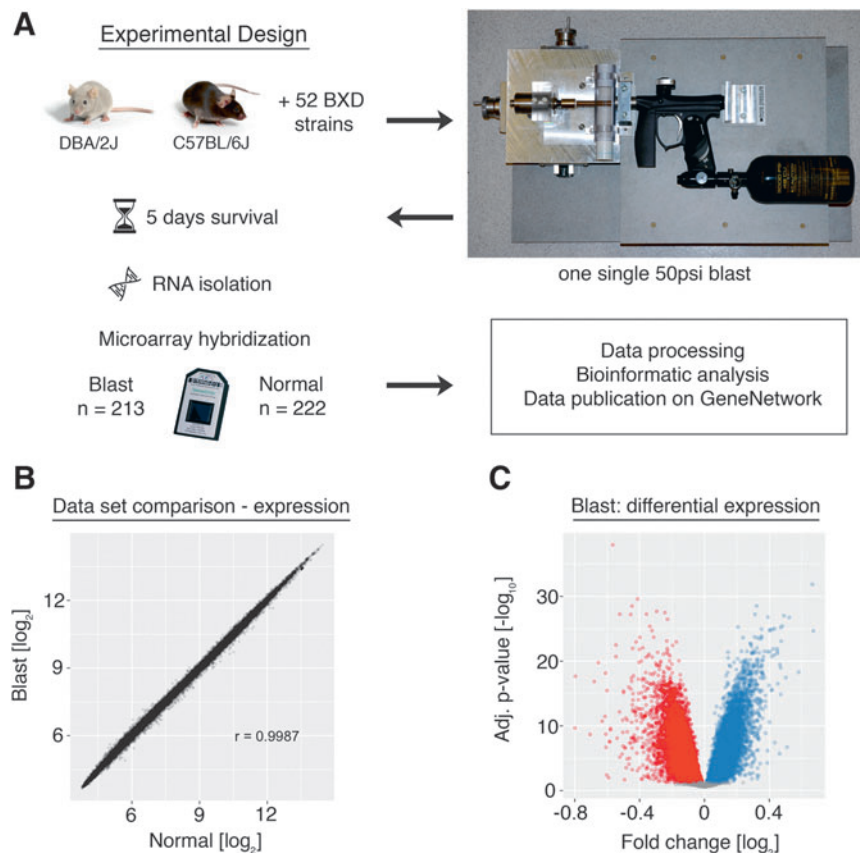 A
Experimental Design
DBA/2J
C57BL/6J
+ 52 BXD
strains
one single 50psi blast
5 days survival
RNA isolation
Microarray hybridization
Blast
n = 213
Normal
n = 222
Data processing
Bioinformatic analysis
Data publication on GeneNetwork
B
Data set comparison - expression
Blast [log2]
12
9
6
r = 0.9987
6
9
12
Normal [log2]
C
Blast: differential expression
Adj. p-value [-log10]
30
20
10
0
-0.8
-0.4
0
0.4
Fold change [log2]